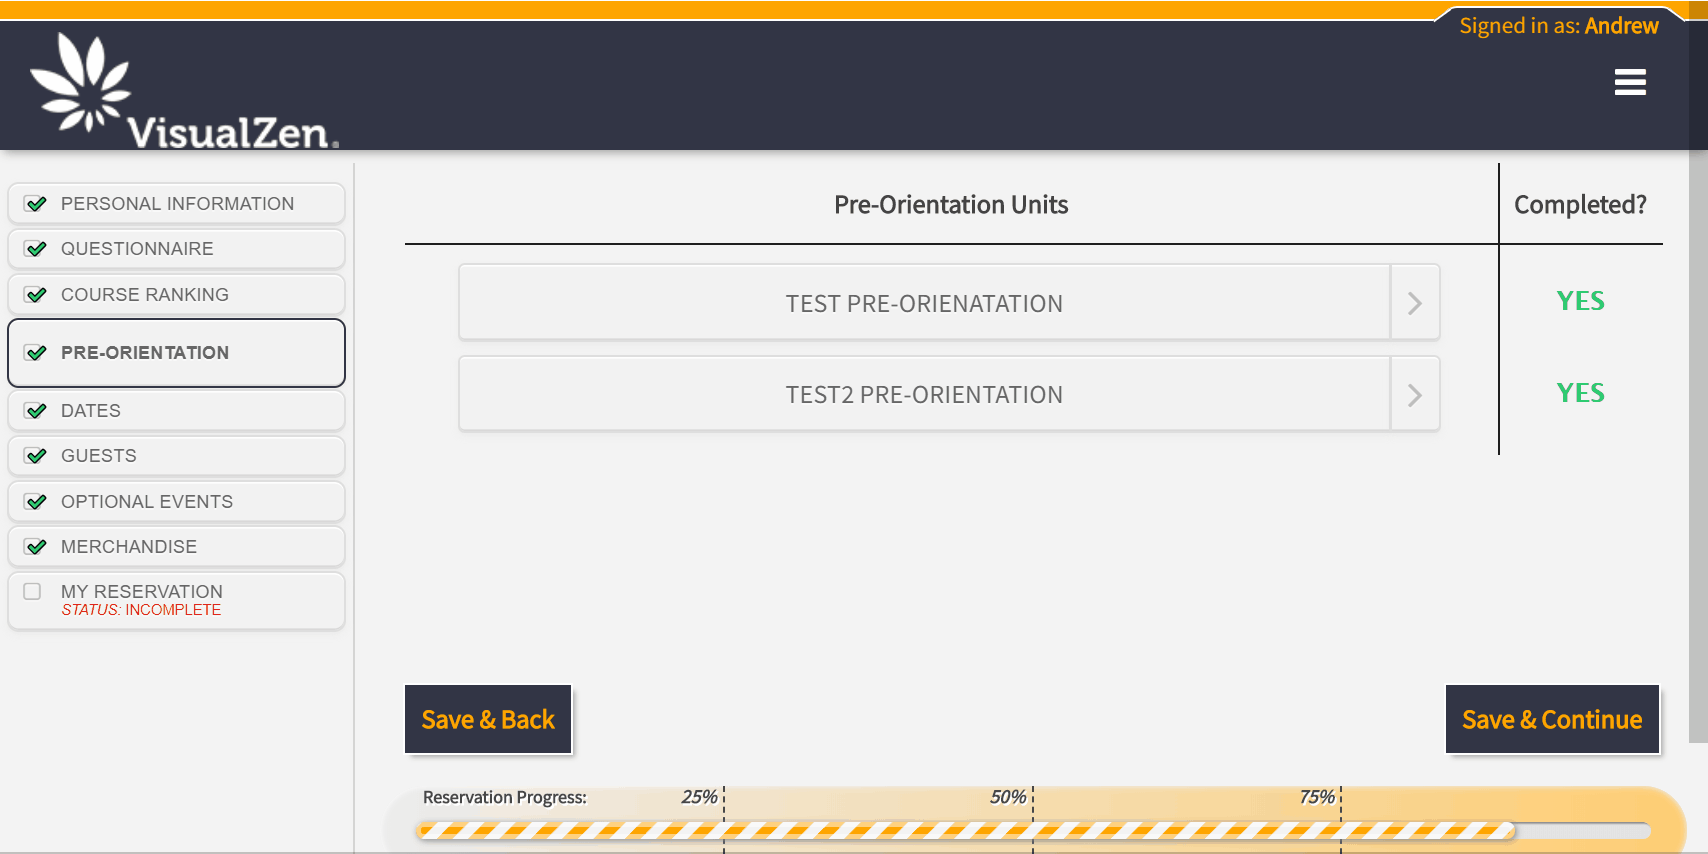 Signed in as: Andrew
VisualZen.
PERSONAL INFORMATION
QUESTIONNAIRE
COURSE RANKING
PRE-ORIENTATION
DATES
GUESTS
OPTIONAL EVENTS
MERCHANDISE
MY RESERVATION
STATUS: INCOMPLETE
Pre-Orientation Units
Completed?
TEST PRE-ORIENATATION
YES
TEST2 PRE-ORIENTATION
YES
Save & Back
Save & Continue
Reservation Progress: 25% 50% 75%